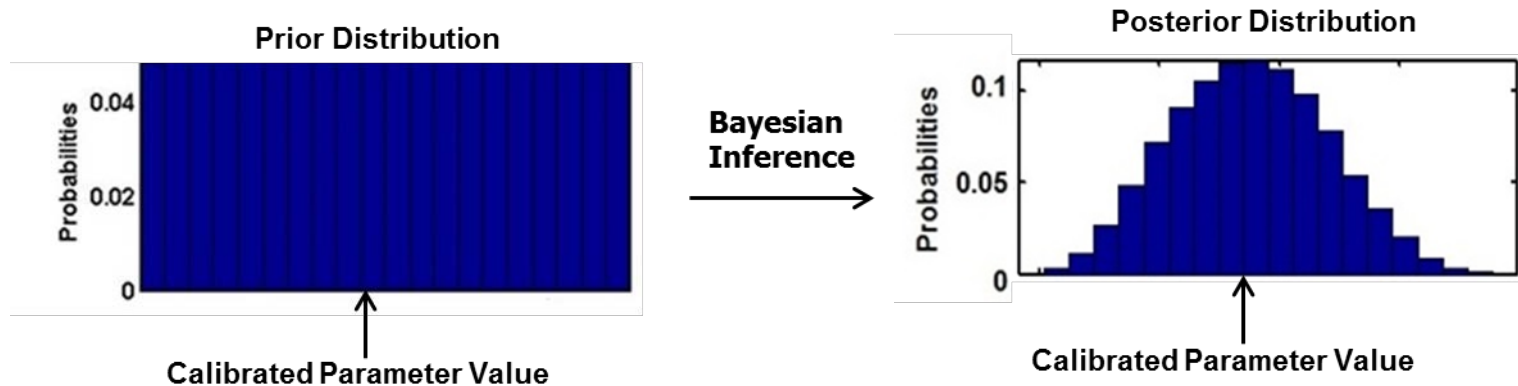 Prior Distribution
Probabilities
0.04
0.02
0
Calibrated Parameter Value
Bayesian
Inference
Posterior Distribution
Probabilities
0.1
0.05
0
Calibrated Parameter Value